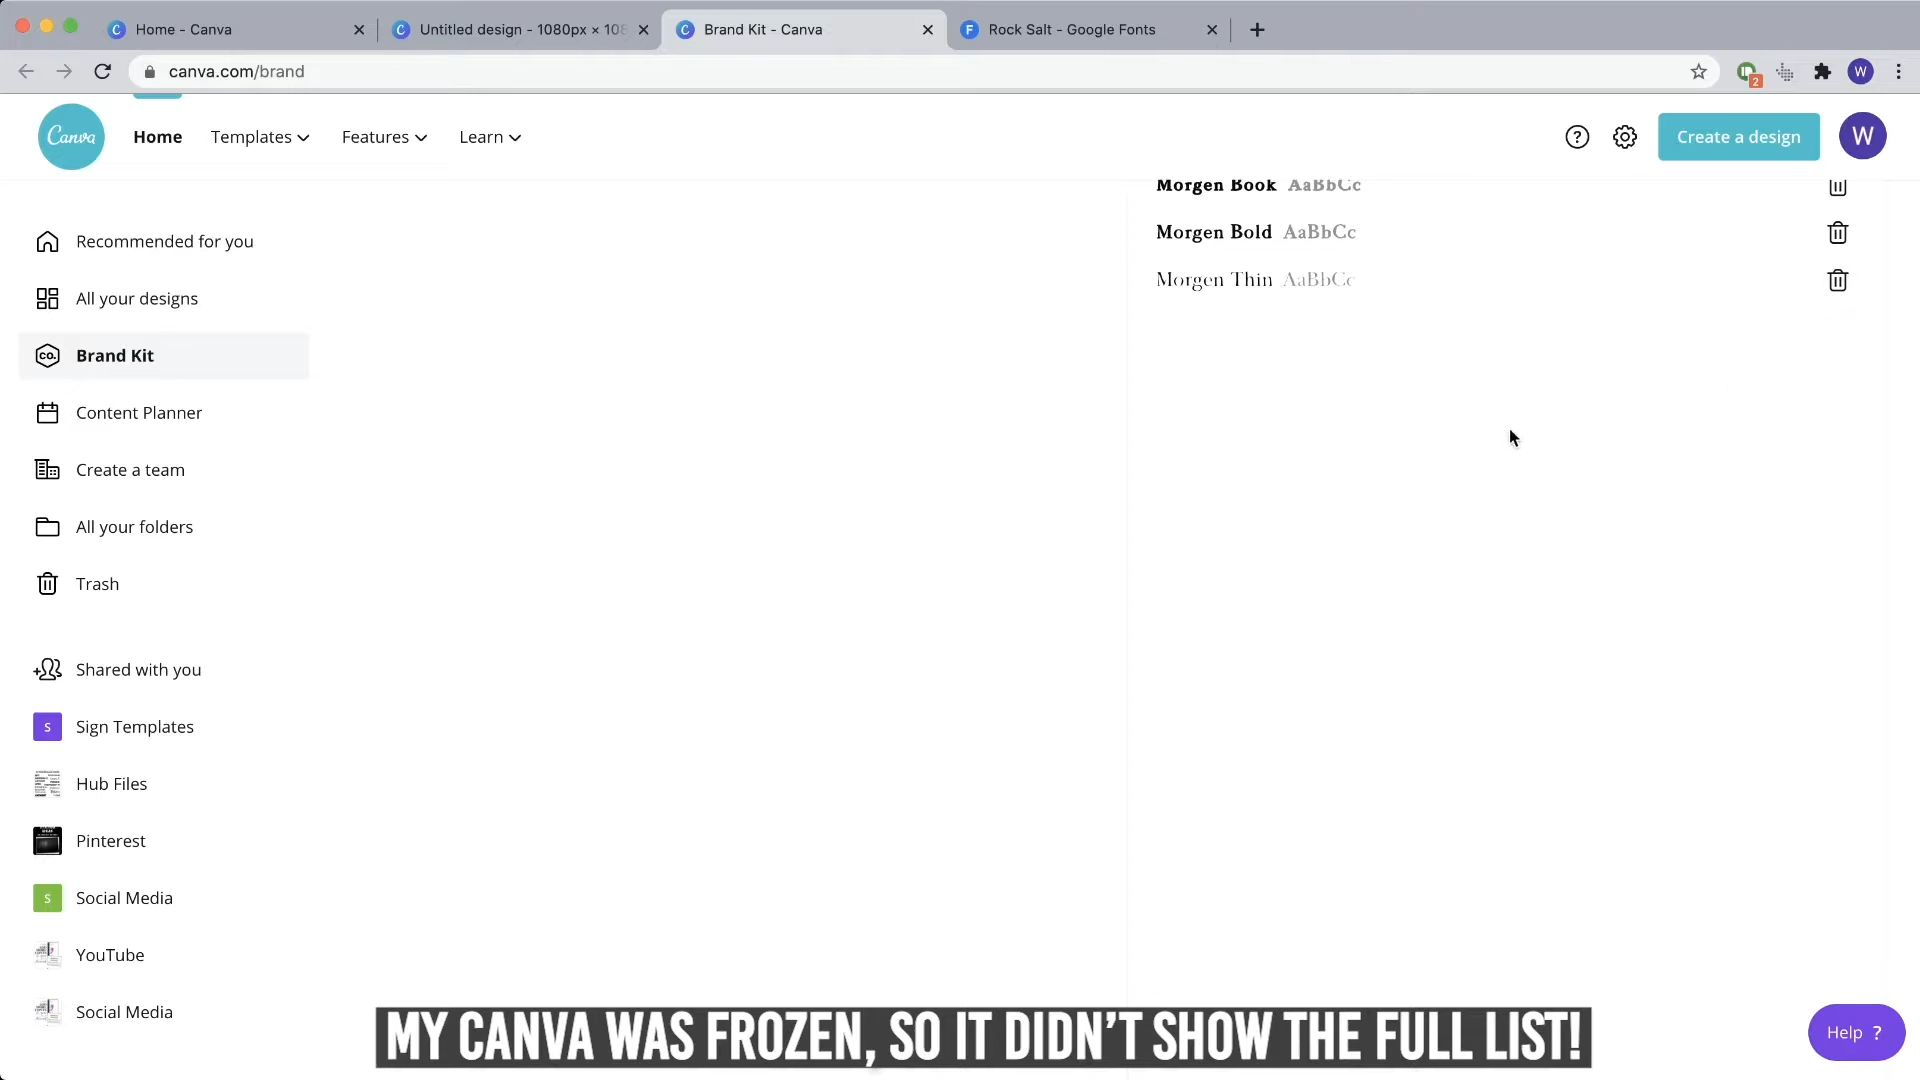 Home - Canva
Untitled design - 1080px × 108
Brand Kit - Canva
Rock Salt - Google Fonts
canva.com/brand
2
W
Canva
Home
Templates
Features
Learn
?
Create a design
W
Morgen Book AaBbCc
Morgen Bold AaBbCc
Morgen Thin AaBbCc
Recommended for you
All your designs
CO.
Brand Kit
Content Planner
Create a team
All your folders
Trash
Shared with you
S
Sign Templates
Hub Files
Pinterest
S
Social Media
YouTube
Social Media
MY CANVA WAS FROZEN, SO IT DIDN'T SHOW THE FULL LIST!
Help ?